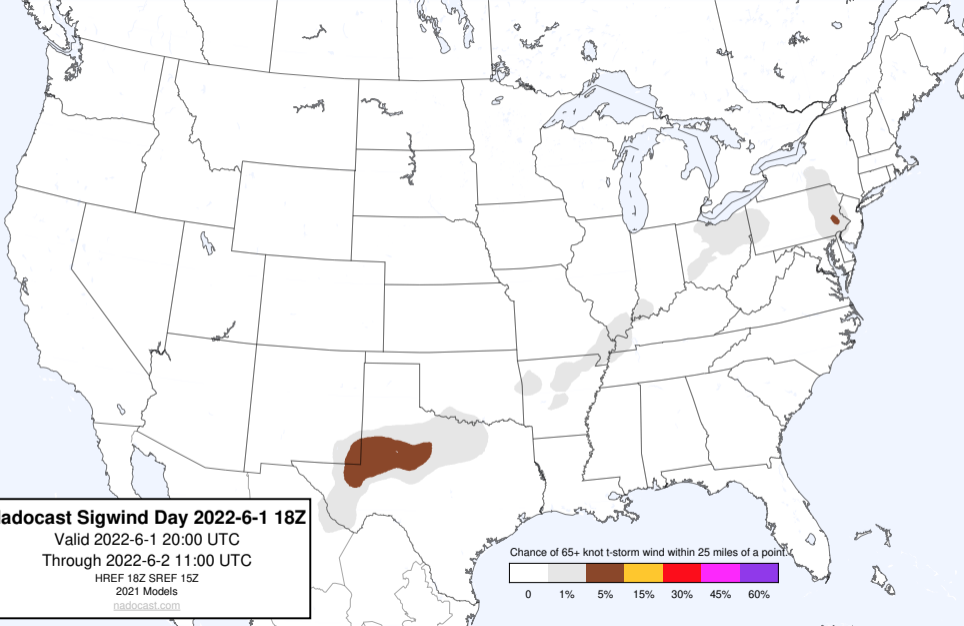 adocast Sigwind Day 2022-6-1 18Z
Valid 2022-6-1 20:00 UTC
Through 2022-6-2 11:00 UTC
HREF 18Z SREF 15Z
2021 Models
nadocast.com
Chance of 65+ knot t-storm wind within 25 miles of a point.
0 1% 5% 15% 30% 45% 60%